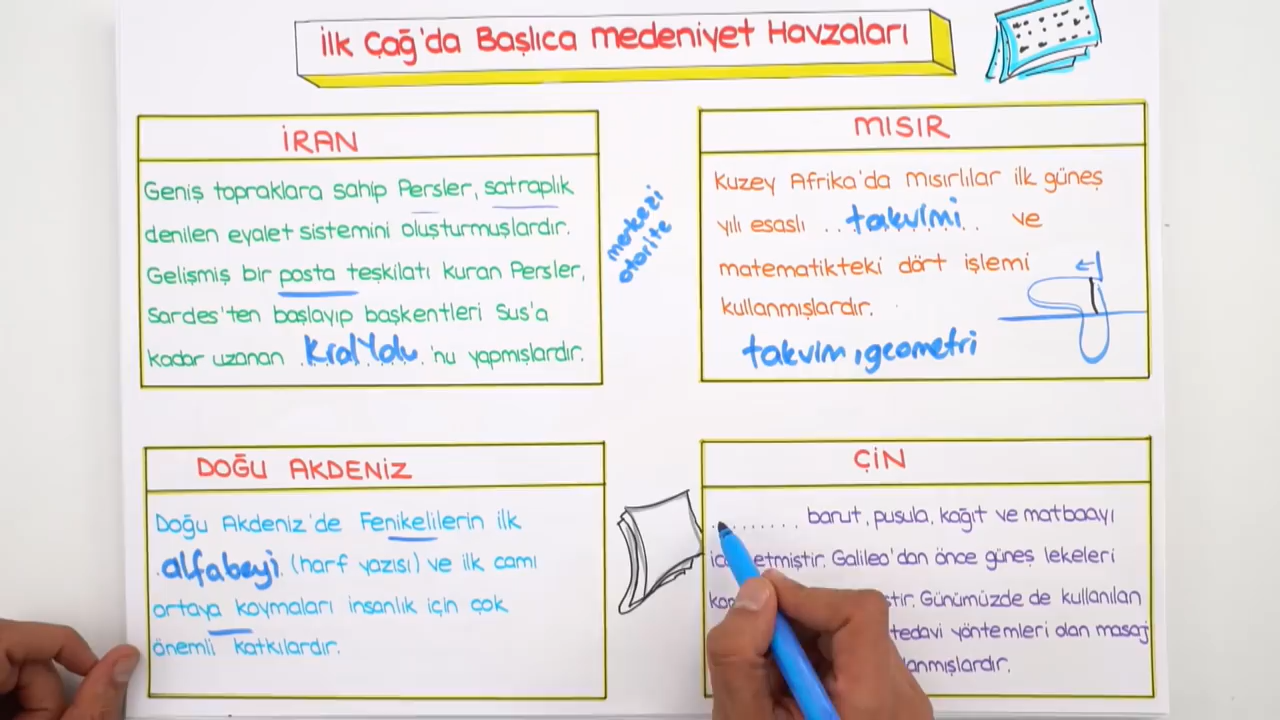 İlk Çağ'da Başlıca Medeniyet Havzaları
İRAN
Geniş topraklara sahip Persler, satraplık
denilen eyalet sistemini oluşturmuşlardır.
Gelişmiş bir posta teşkilatı kuran Persler,
Sardes'ten başlayıp başkentleri Sus'a
kadar uzanan Kral Yolu 'nu yapmışlardır.
merkezi
otorite
MISIR
Kuzey Afrika'da mısırlılar ilk güneş
yılı esaslı ..takvimi.. ve
matematikteki dört işlemi
kullanmışlardır.
takvim, geometri
DOĞU AKDENİZ
Doğu Akdeniz'de Fenikelilerin ilk
.alfabeyi. (harf yazısı) ve ilk camı
ortaya koymaları insanlık için çok
önemli katkılardır.
ÇİN
.......... barut, pusula, kağıt ve matbaayı
etmiştir. Galileo'dan önce güneş lekeleri
Günümüzde de kullanılan
tedavi yöntemleri olan masaj